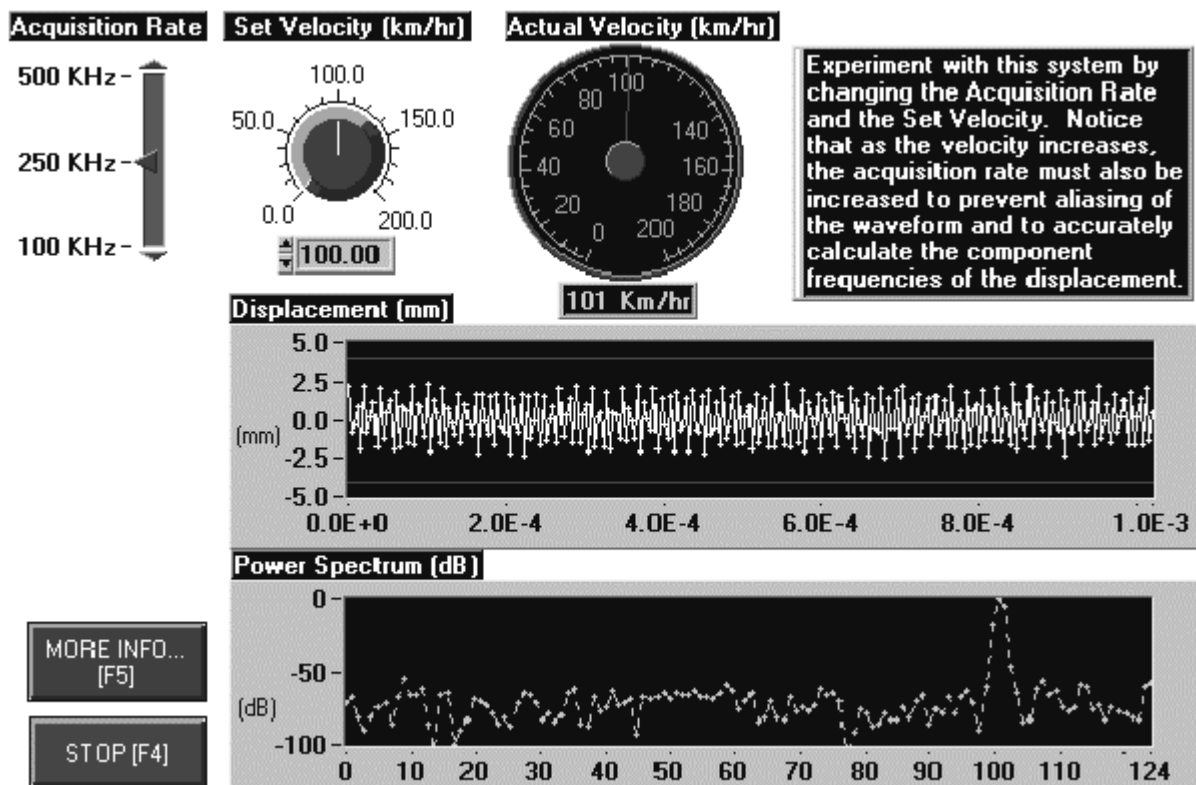 Acquisition Rate
500 KHz
250 KHz
100 KHz
Set Velocity (km/hr)
100.0
50.0
150.0
0.0
200.0
100.00
Actual Velocity (km/hr)
100
80
60
140
40
160
20
180
0
200
101 Km/hr
Experiment with this system by
changing the Acquisition Rate
and the Set Velocity. Notice
that as the velocity increases,
the acquisition rate must also be
increased to prevent aliasing of
the waveform and to accurately
calculate the component
frequencies of the displacement.
Displacement (mm)
5.0
2.5
0.0
(mm)
-2.5
-5.0
0.0E+0 2.0E-4 4.0E-4 6.0E-4 8.0E-4 1.0E-3
Power Spectrum (dB)
0
-50
(dB)
-100
0 10 20 30 40 50 60 70 80 90 100 110 124
MORE INFO...
[F5]
STOP [F4]